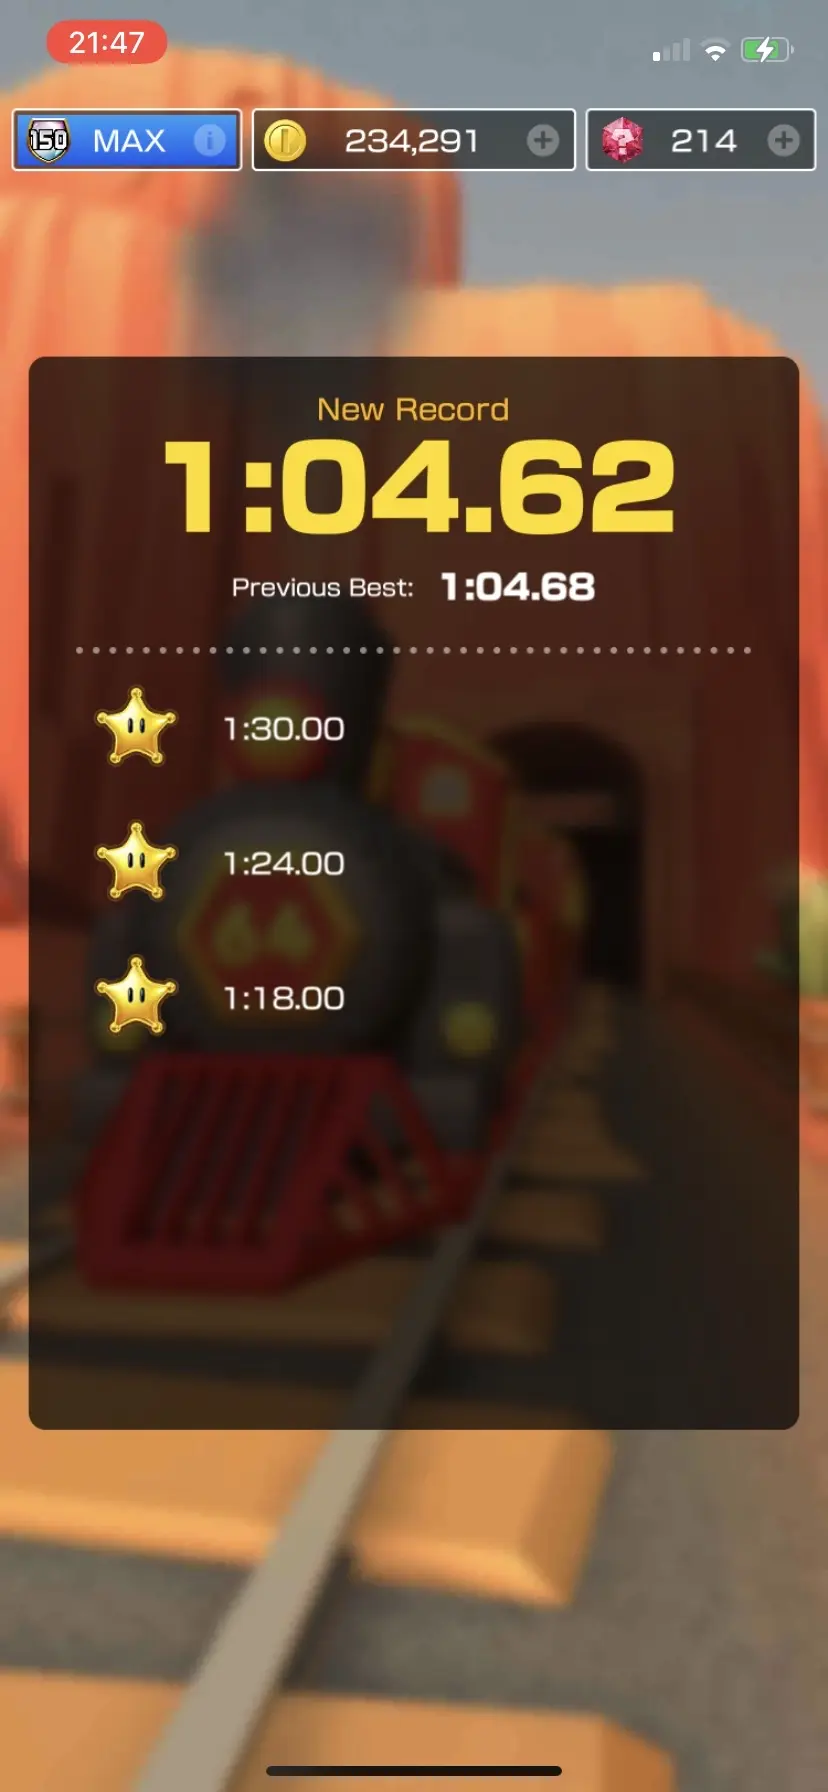 21:47
150 MAX i 234,291 + ? 214 +
New Record
1:04.62
Previous Best: 1:04.68
1:30.00
1:24.00
1:18.00
64